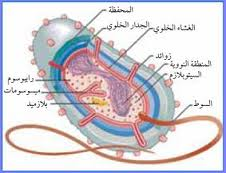 المحفظة
الغشاء الخلوي
الجدار الخلوي
زوائد
المنطقة النووية
السيتوبلازم
رايبوسوم
ميسوسومات
بلازميد
السوط